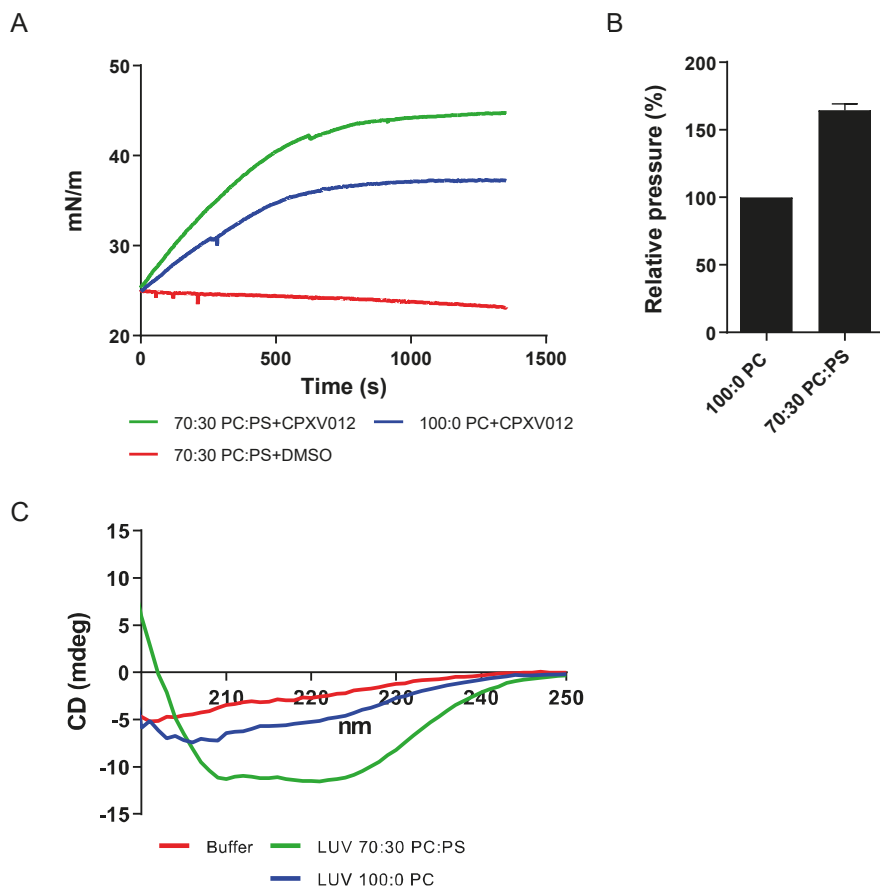 A
B
50
40
30
20
mN/m
0
500
1000
1500
Time (s)
70:30 PC:PS+CPXV012
100:0 PC+CPXV012
70:30 PC:PS+DMSO
200
150
100
50
0
Relative pressure (%)
100:0 PC
70:30 PC:PS
C
15
10
5
0
-5
-10
-15
CD (mdeg)
210
220
230
240
250
nm
Buffer
LUV 70:30 PC:PS
LUV 100:0 PC